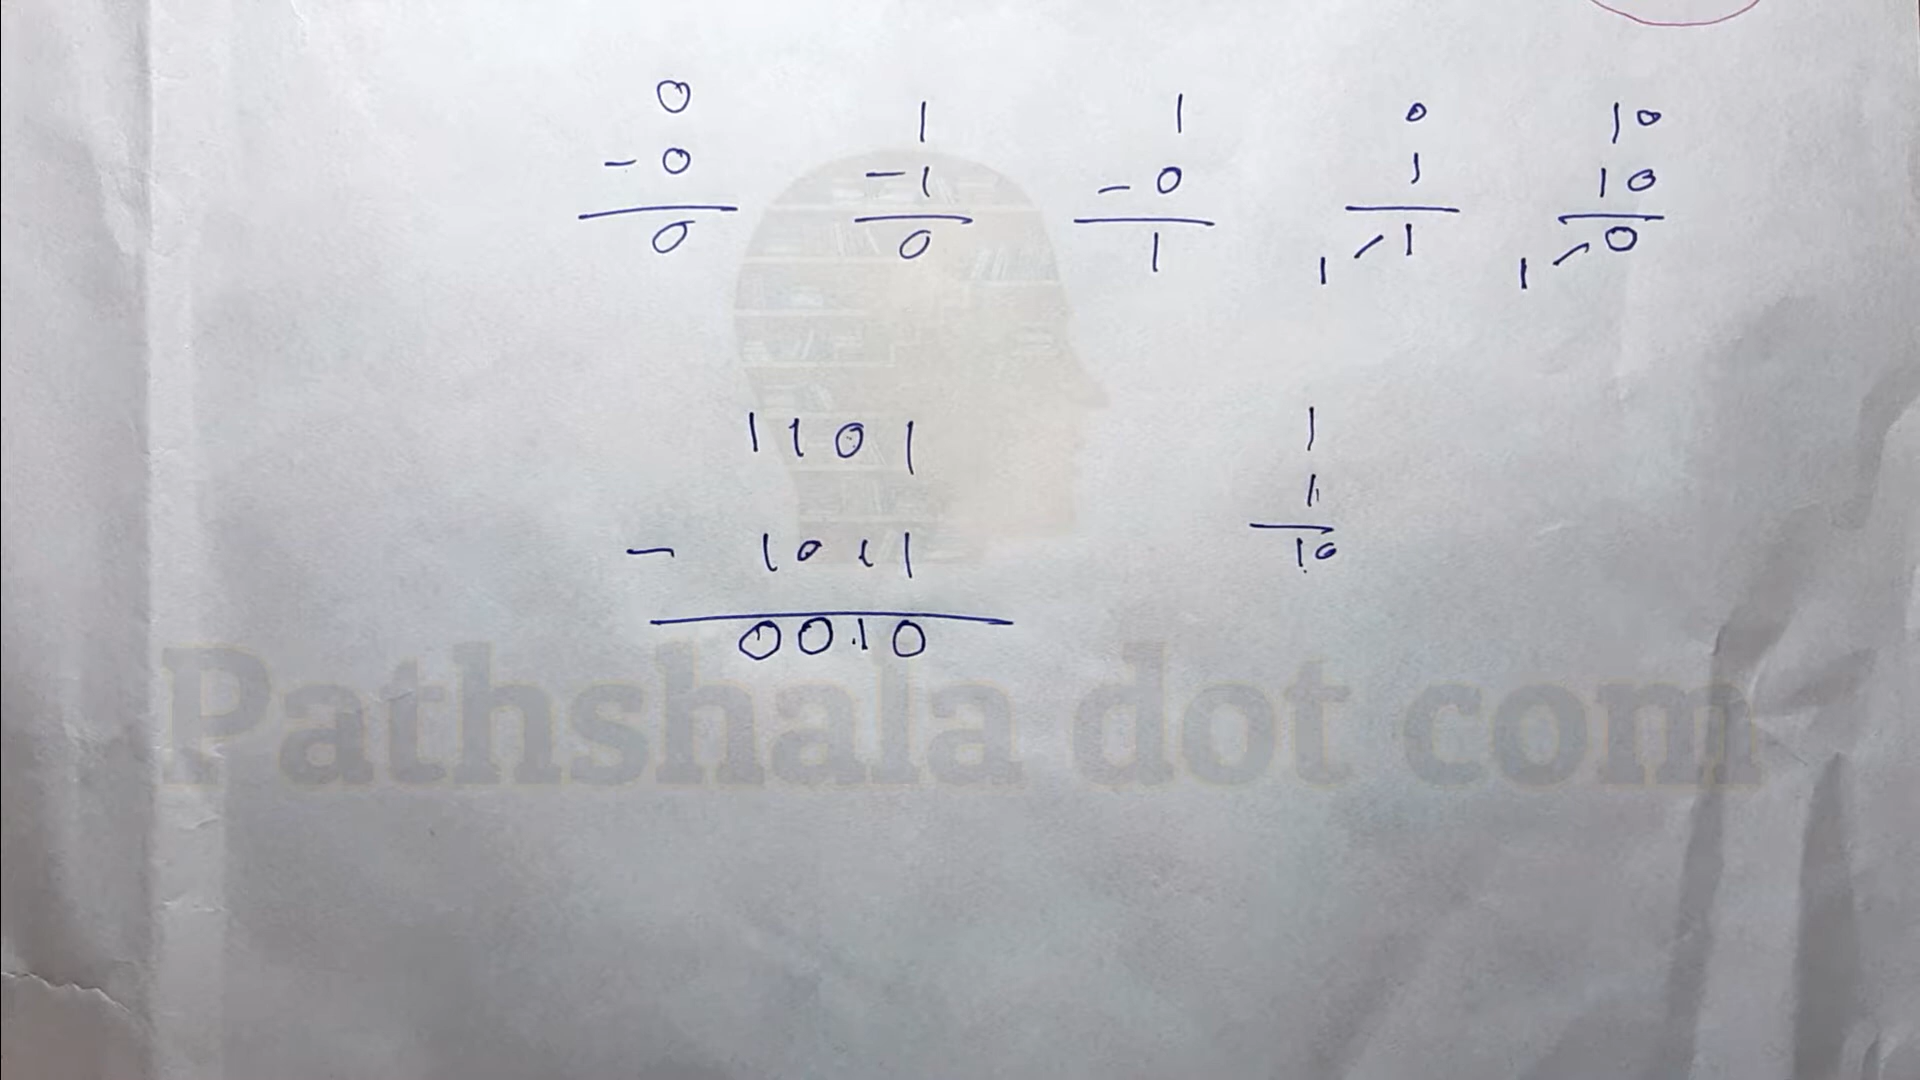 0 1 1 0 10
- 0 - 1 - 0 1 10
0 0 1 1 1 1 0
1101 1
- 1011 1
0010 10
Pathshala dot com